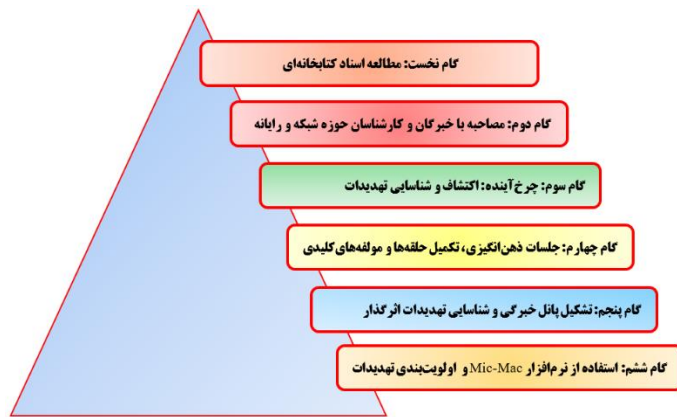 گام نخست: مطالعه اسناد کتابخانه‌ای
گام دوم: مصاحبه با خبرگان و کارشناسان حوزه شبکه و رایانه
گام سوم: چرخ‌آینده: اکتشاف و شناسایی تهدیدات
گام چهارم: جلسات ذهن‌انگیزی، تکمیل حلقه‌ها و مولفه‌های کلیدی
گام پنجم: تشکیل پانل خبرگی و شناسایی تهدیدات اثرگذار
گام ششم: استفاده از نرم‌افزار Mic-Mac و اولویت‌بندی تهدیدات